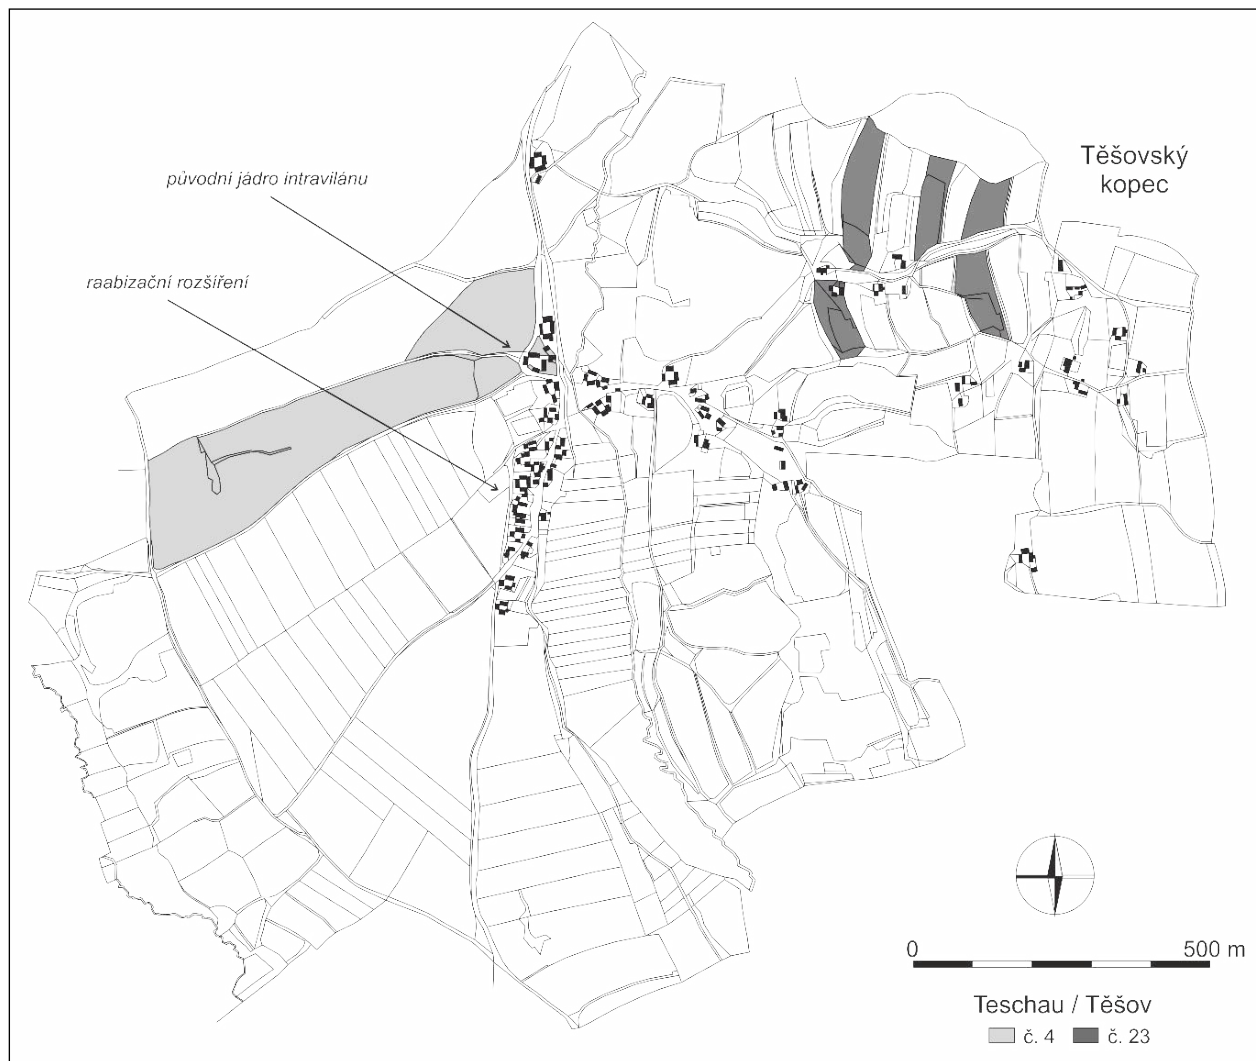 Těšovský
kopec
původní jádro intravilánu
raabizační rozšíření
0 500 m
Teschau / Těšov
č. 4 č. 23